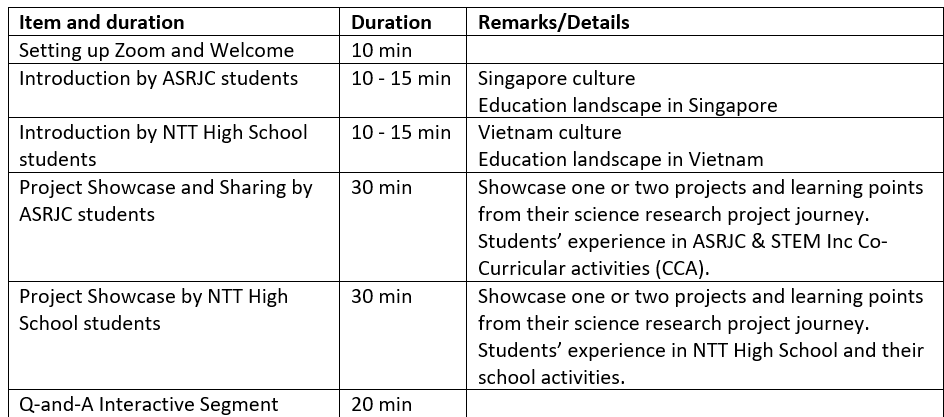 Item and duration Duration Remarks/Details
Setting up Zoom and Welcome 10 min
Introduction by ASRJC students 10 - 15 min Singapore culture
Education landscape in Singapore
Introduction by NTT High School students 10 - 15 min Vietnam culture
Education landscape in Vietnam
Project Showcase and Sharing by ASRJC students 30 min Showcase one or two projects and learning points
from their science research project journey.
Students’ experience in ASRJC & STEM Inc Co-
Curricular activities (CCA).
Project Showcase by NTT High School students 30 min Showcase one or two projects and learning points
from their science research project journey.
Students’ experience in NTT High School and their
school activities.
Q-and-A Interactive Segment 20 min